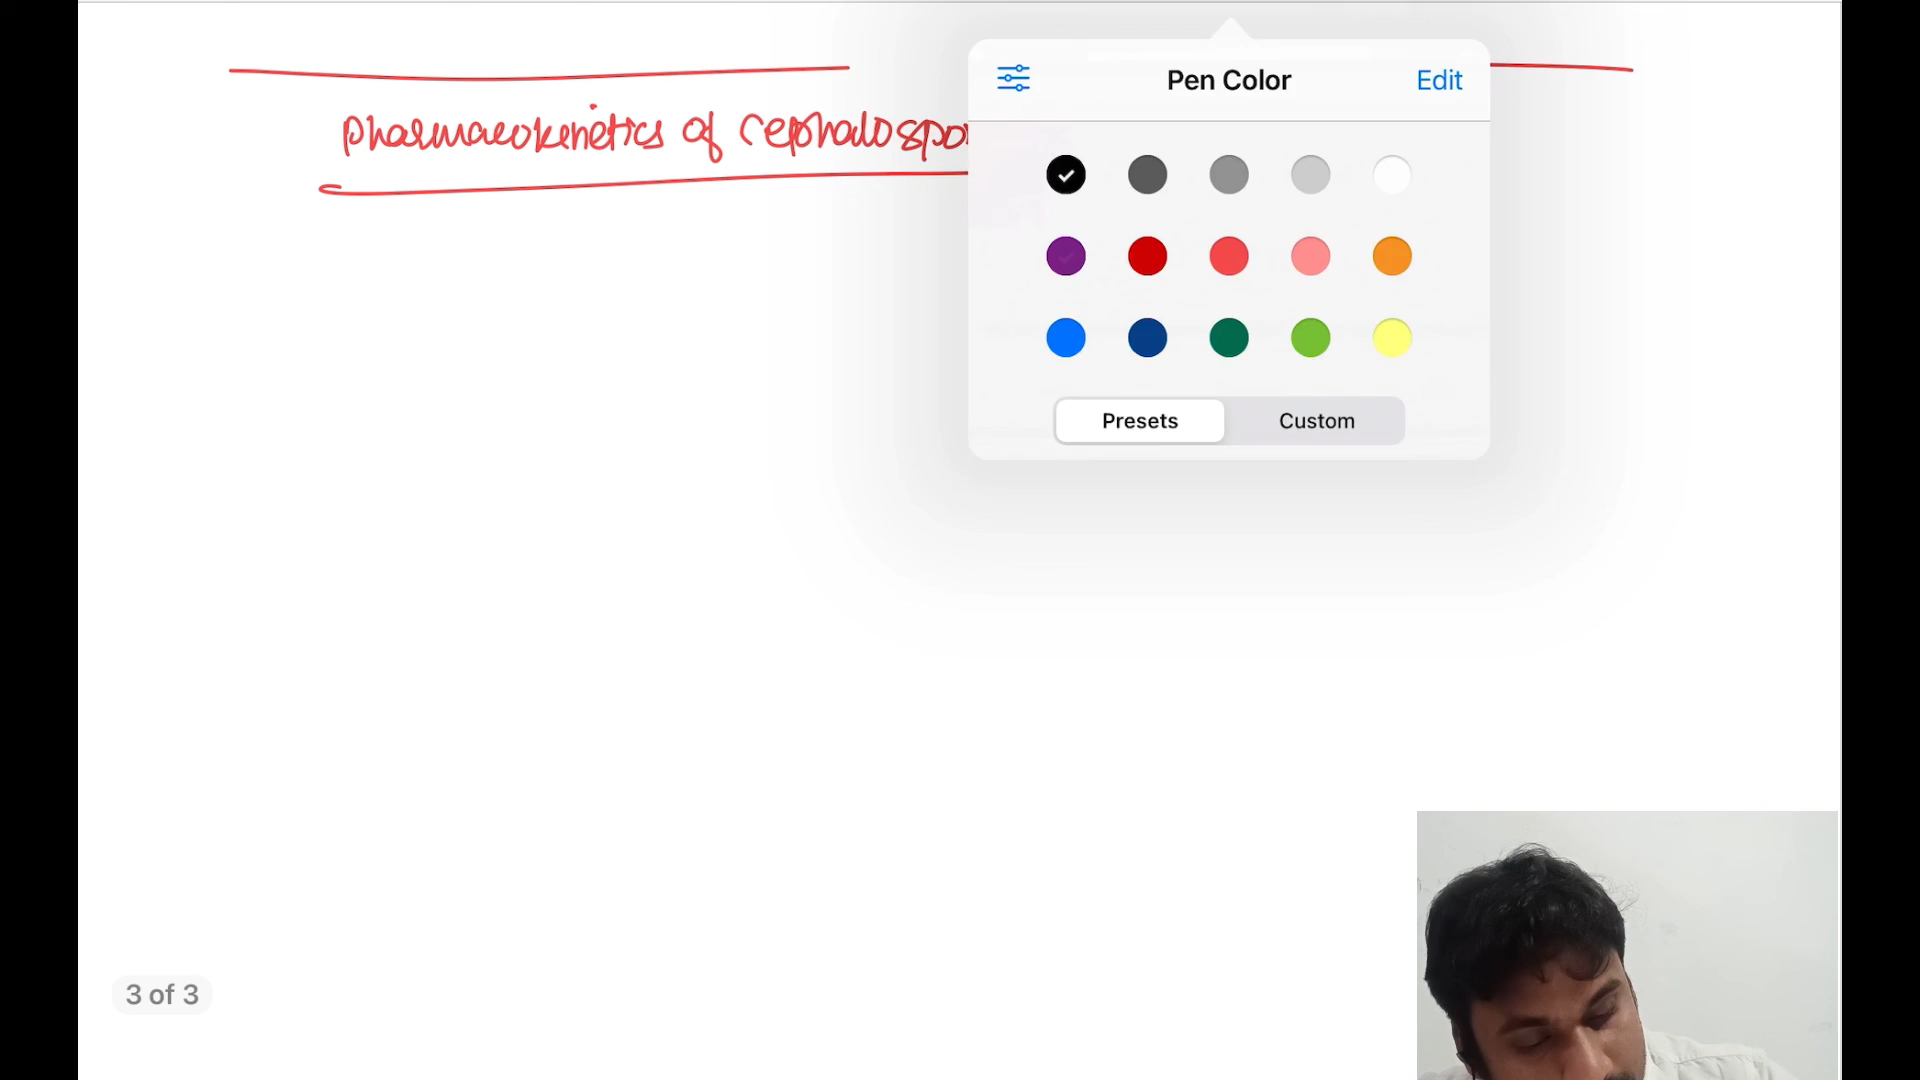 Pen Color
Edit
pharmacokinetics of cephalospo
Presets
Custom
3 of 3